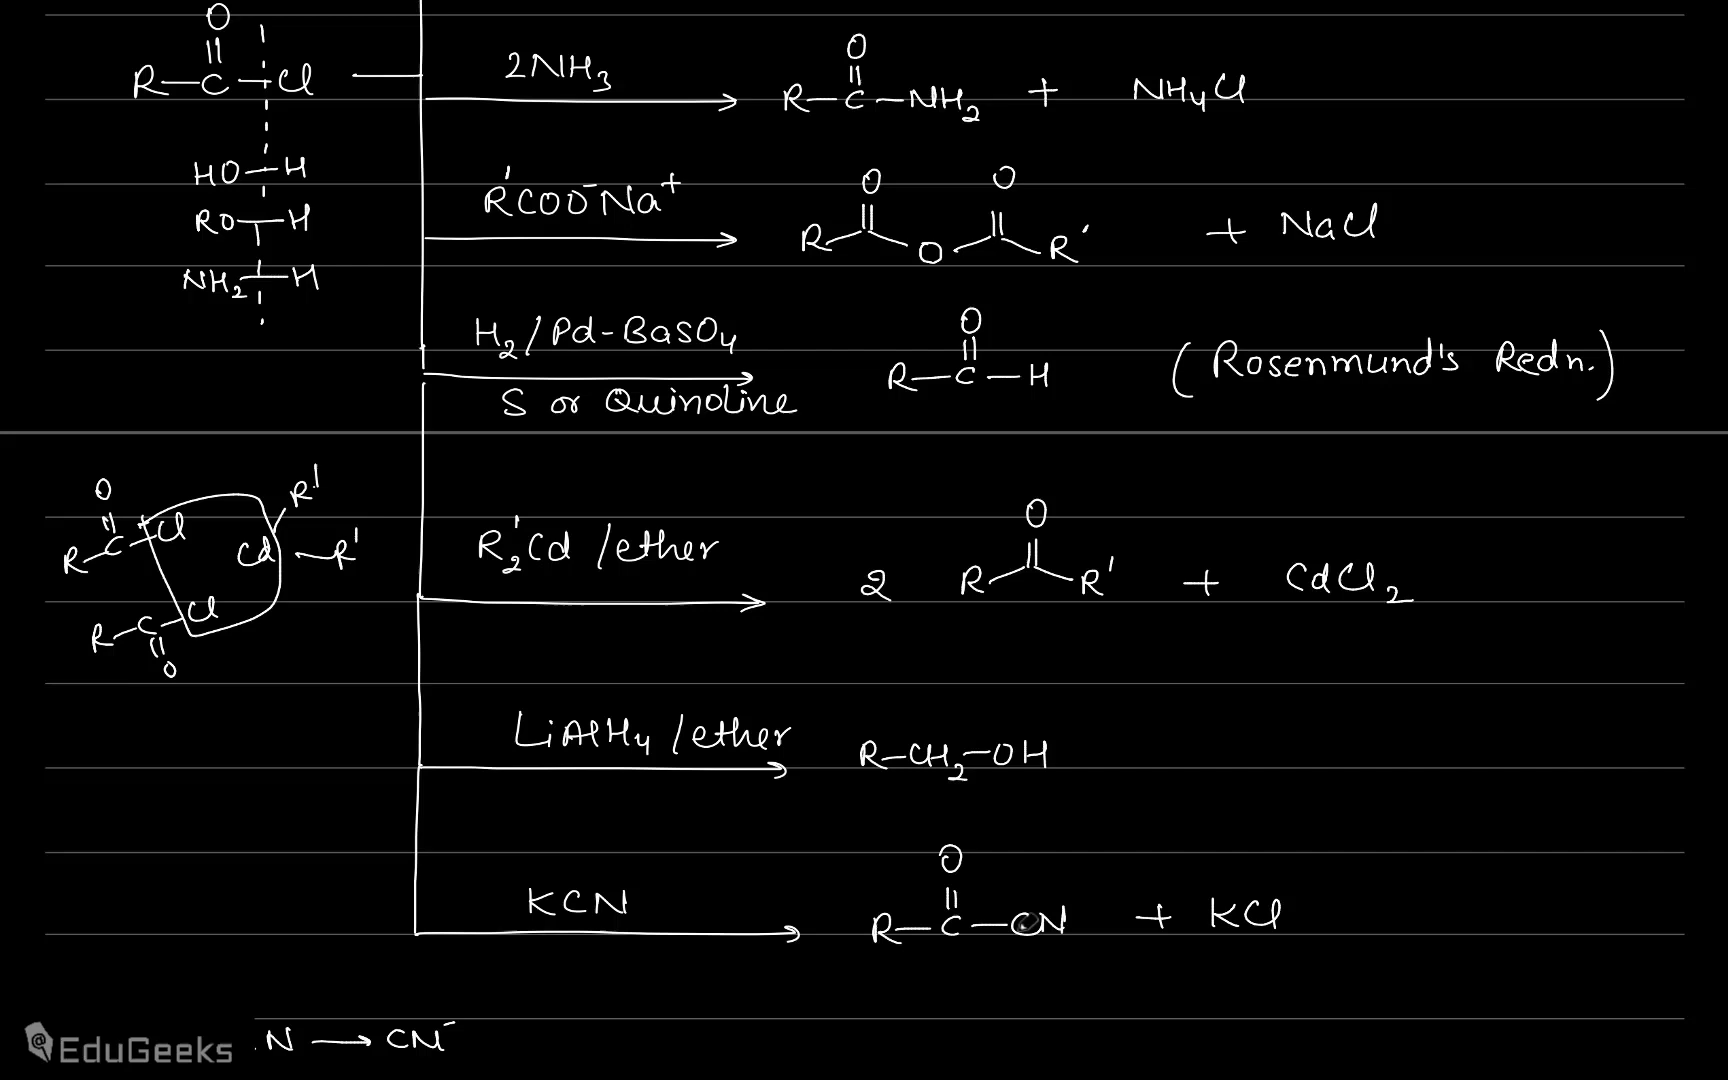 O
||
R—C—Cl
2NH₃
O
||
R—C—NH₂ + NH₄Cl
HO—H
RO—H
NH₂—H
R'COO⁻Na⁺
O O
|| ||
R O R' + NaCl
H₂/Pd-BaSO₄
S or Quinoline
O
||
R—C—H (Rosenmund's Redn.)
O
||
R—C—Cl
Cd—R'
R'
R—C—Cl
||
O
R'₂Cd/ether
O
||
2 R R' + CdCl₂
LiAlH₄/ether
R—CH₂—OH
KCN
O
||
R—C—CN + KCl
EduGeeks
N → CN⁻